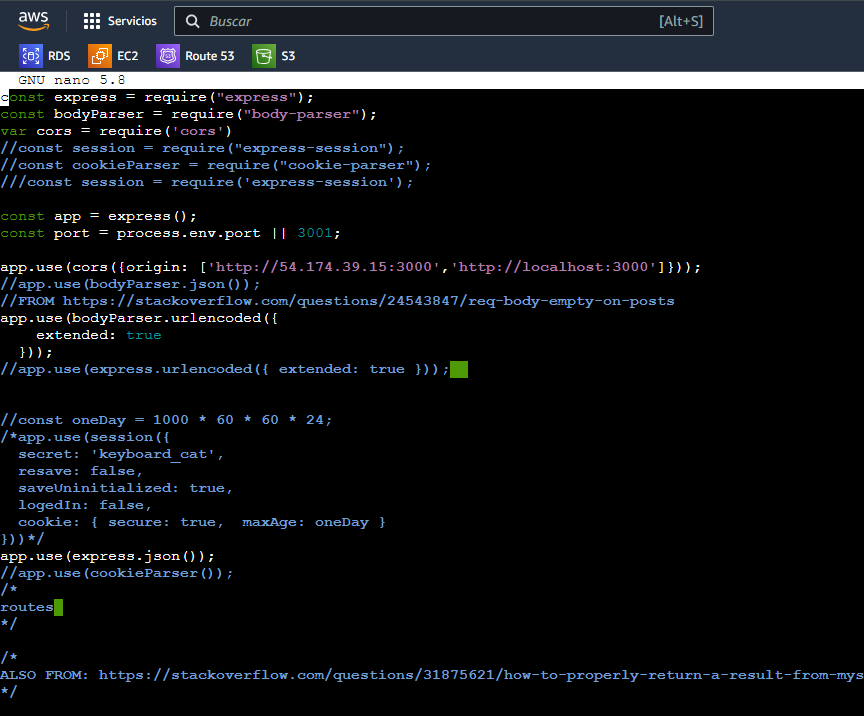 aws
Servicios
Buscar
[Alt+S]
RDS
EC2
Route 53
S3
GNU nano 5.8
const express = require("express");
const bodyParser = require("body-parser");
var cors = require('cors')
//const session = require("express-session");
//const cookieParser = require("cookie-parser");
///const session = require('express-session');
const app = express();
const port = process.env.port || 3001;
app.use(cors({origin: ['http://54.174.39.15:3000','http://localhost:3000']}));
//app.use(bodyParser.json());
//FROM https://stackoverflow.com/questions/24543847/req-body-empty-on-posts
app.use(bodyParser.urlencoded({
    extended: true
  }));
//app.use(express.urlencoded({ extended: true }));
//const oneDay = 1000 * 60 * 60 * 24;
/*app.use(session({
  secret: 'keyboard_cat',
  resave: false,
  saveUninitialized: true,
  logedIn: false,
  cookie: { secure: true,  maxAge: oneDay }
}))*/
app.use(express.json());
//app.use(cookieParser());
/*
routes
*/
/*
ALSO FROM: https://stackoverflow.com/questions/31875621/how-to-properly-return-a-result-from-mys
*/